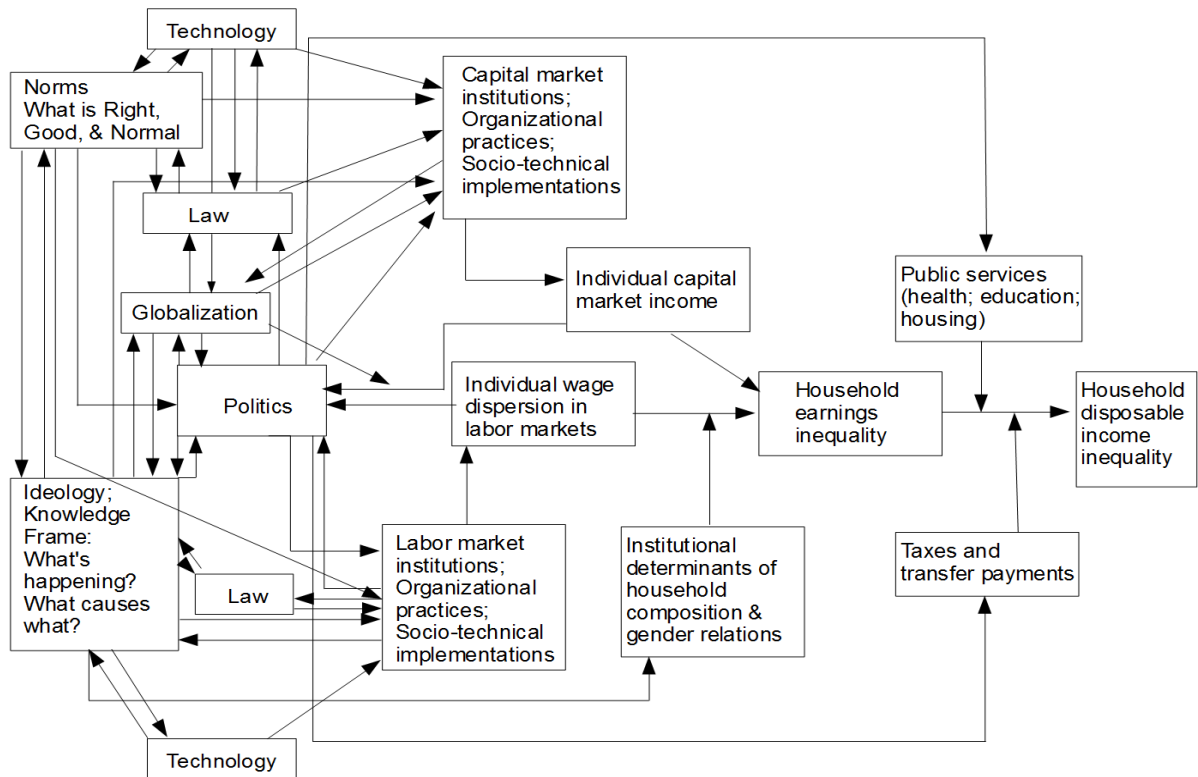 Technology
Norms
What is Right,
Good, & Normal
Capital market
institutions;
Organizational
practices;
Socio-technical
implementations
Law
Globalization
Individual capital
market income
Public services
(health; education;
housing)
Politics
Individual wage
dispersion in
labor markets
Household
earnings
inequality
Household
disposable
income
inequality
Ideology;
Knowledge
Frame:
What's
happening?
What causes
what?
Law
Labor market
institutions;
Organizational
practices;
Socio-technical
implementations
Institutional
determinants of
household
composition &
gender relations
Taxes and
transfer payments
Technology